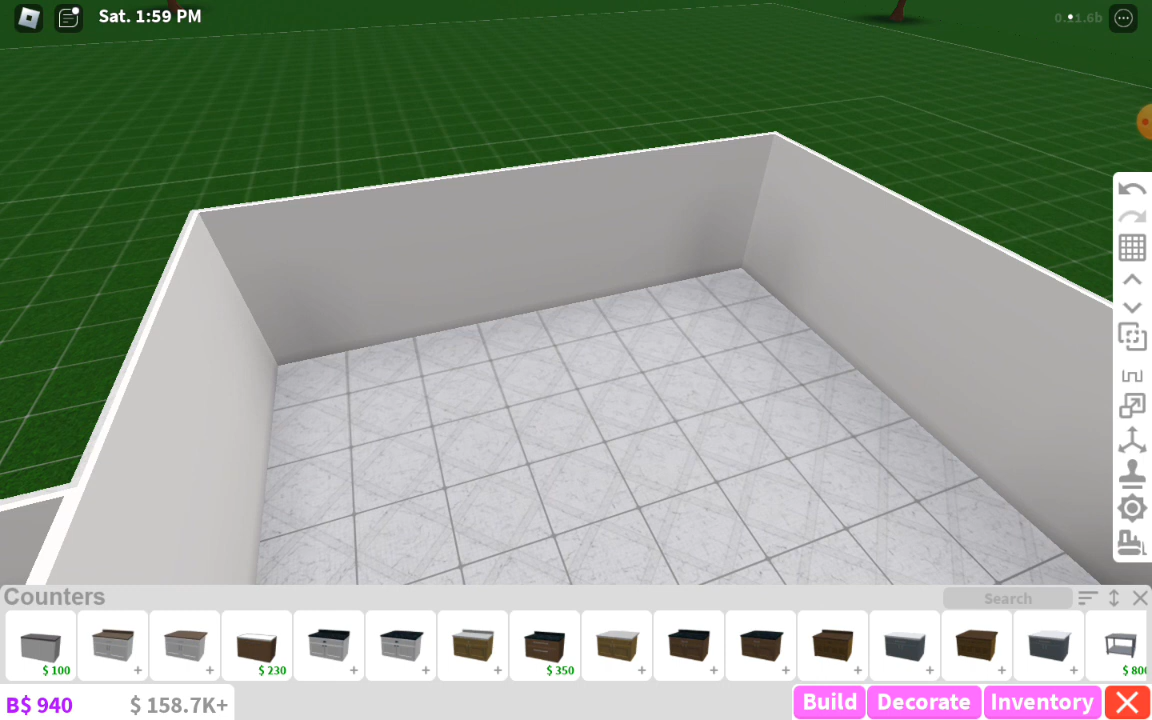 Sat. 1:59 PM
Counters
Search
$ 100
+
+
$ 230
+
+
+
$ 350
+
+
+
+
+
+
+
B$ 940
$ 158.7K+
Build
Decorate
Inventory